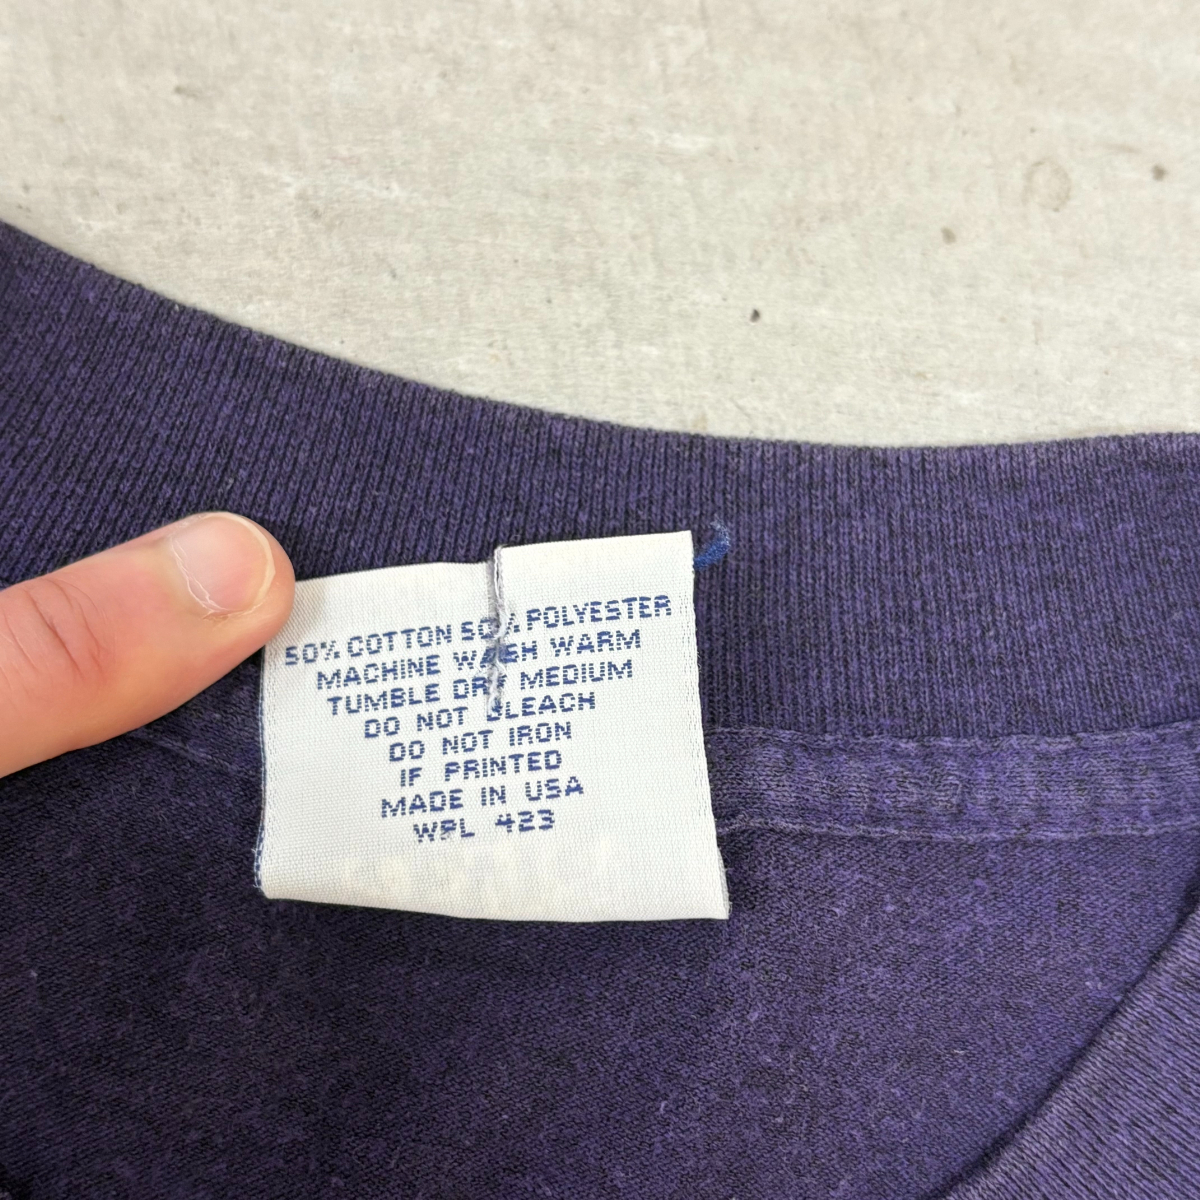 50% COTTON 50% POLYESTER
MACHINE WASH WARM
TUMBLE DRY MEDIUM
DO NOT BLEACH
DO NOT IRON
IF PRINTED
MADE IN USA
WPL 423